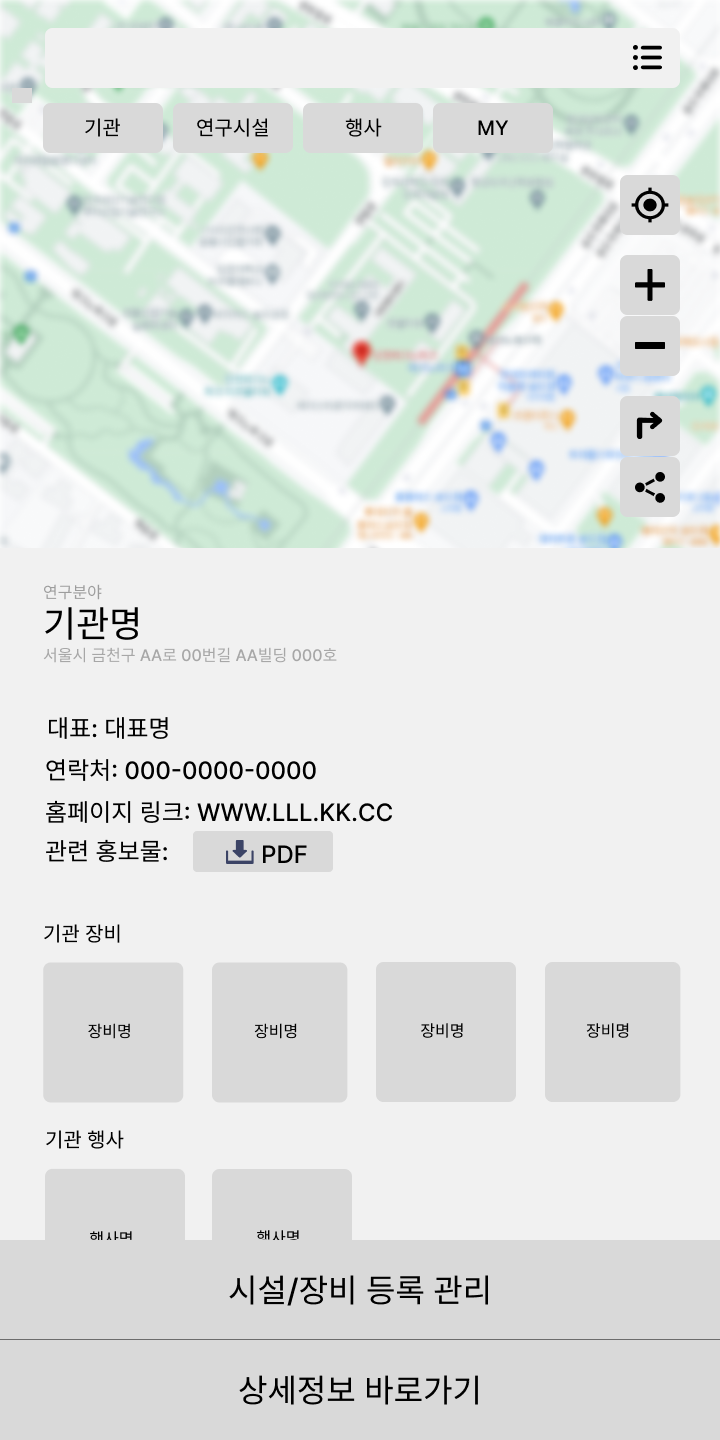 기관
연구시설
행사
MY
연구분야
기관명
서울시 금천구 AA로 00번길 AA빌딩 000호
대표: 대표명
연락처: 000-0000-0000
홈페이지 링크: WWW.LLL.KK.CC
관련 홍보물:
PDF
기관 장비
장비명
장비명
장비명
장비명
기관 행사
행사명
행사명
시설/장비 등록 관리
상세정보 바로가기